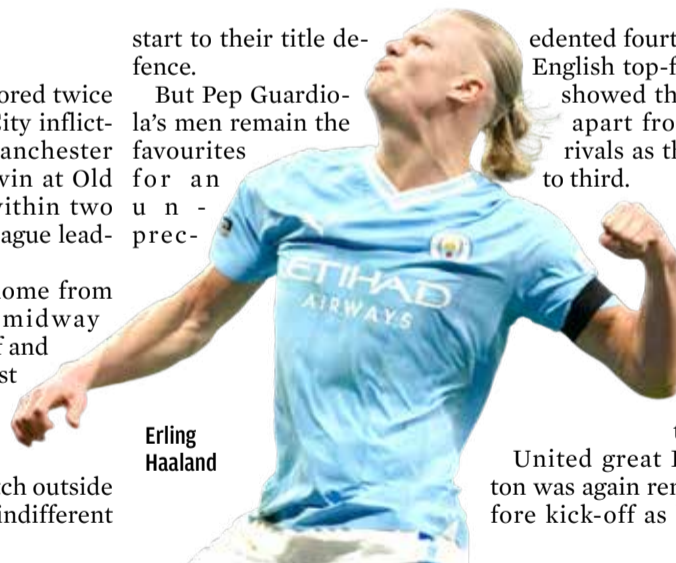 ored twice
City inflict-
anchester
win at Old
within two
ague lead-
ome from
midway
f and
st
ch outside
indifferent
start to their title de-
fence.
But Pep Guardio-
la's men remain the
favourites
for an
un-
prec-
ETIHAD
AIRWAYS
Erling
Haaland
edented fourt
English top-f
showed th
apart fro
rivals as th
to third.
United great
ton was again
fore kick-off as